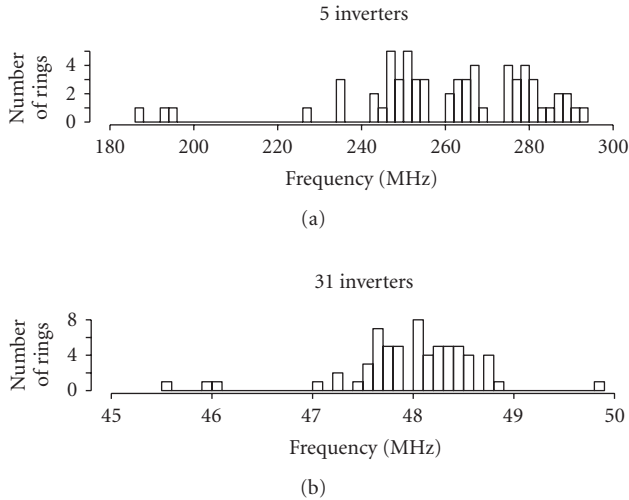 5 inverters
Number
of rings
4
2
0
180 200 220 240 260 280 300
Frequency (MHz)
(a)
31 inverters
Number
of rings
8
4
0
45 46 47 48 49 50
Frequency (MHz)
(b)